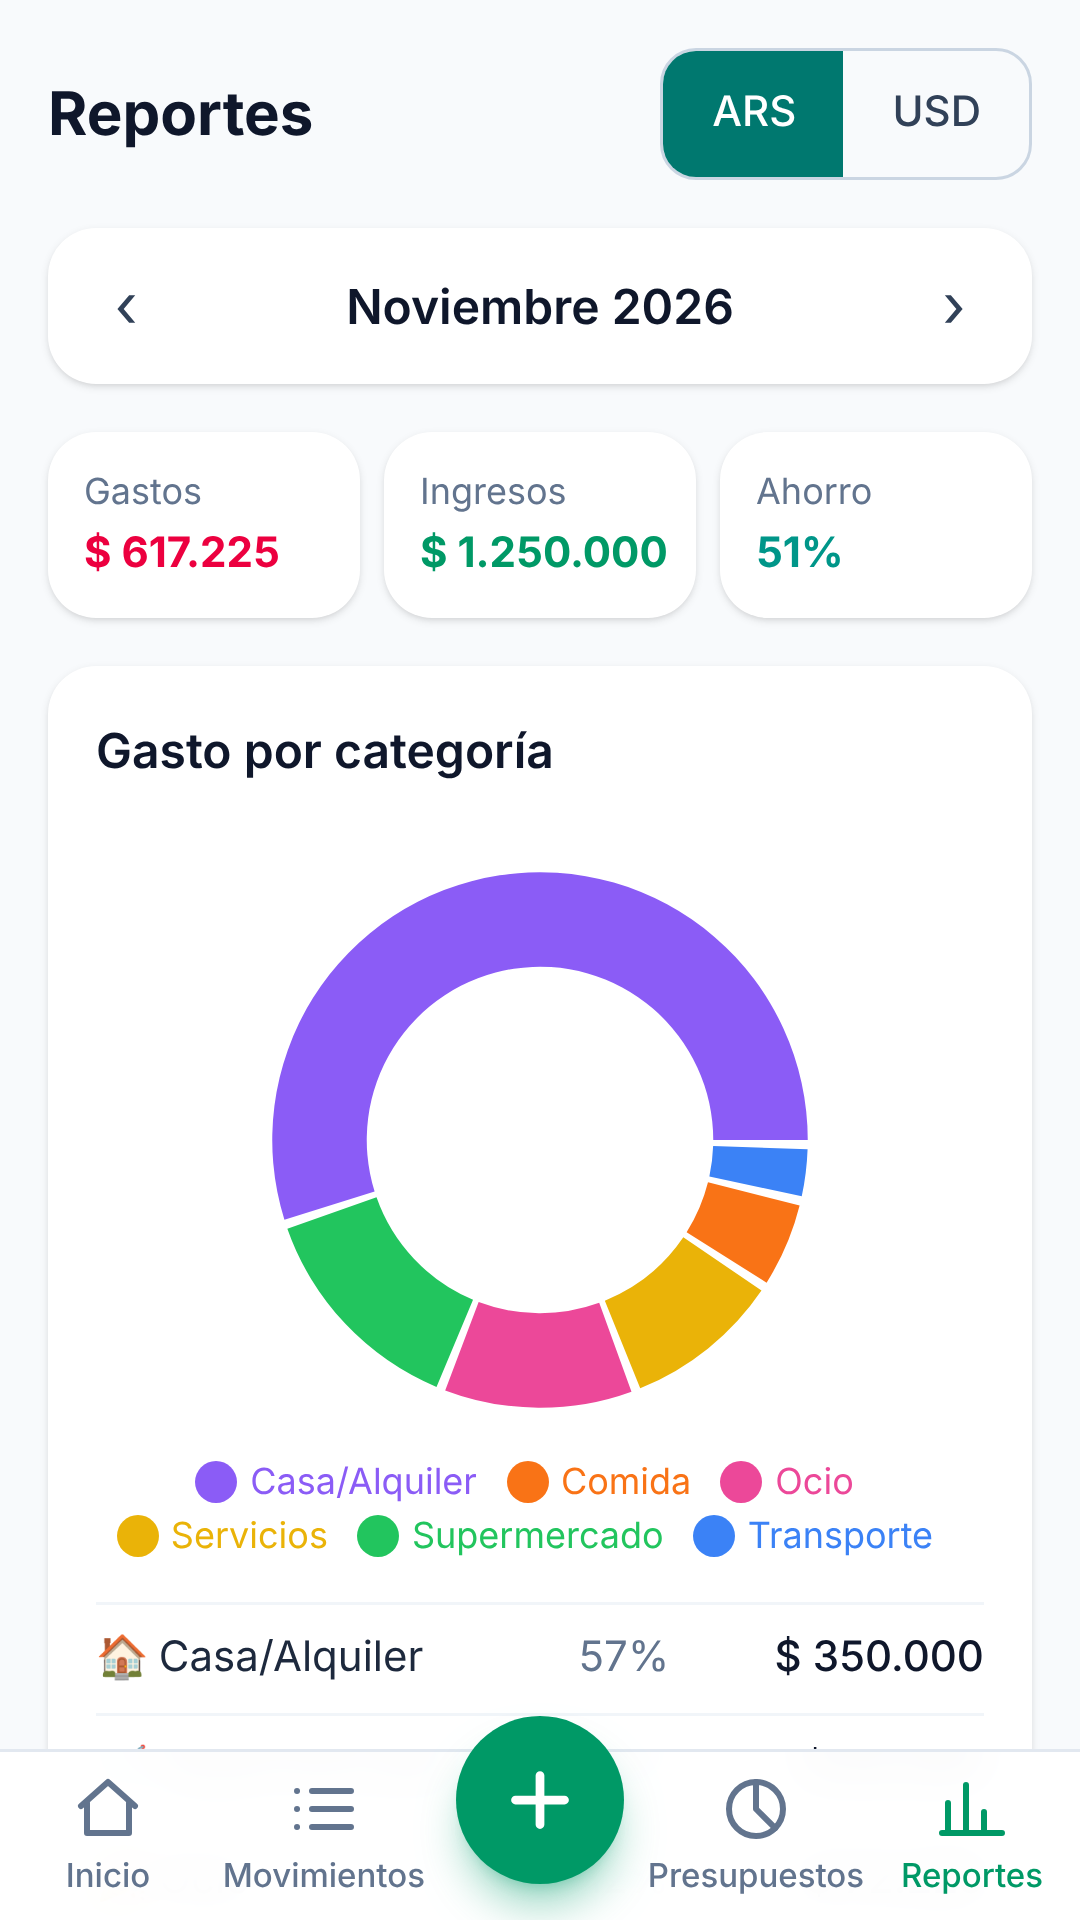 Reportes
ARS USD
‹ Noviembre 2026 ›
Gastos Ingresos Ahorro
$ 617.225 $ 1.250.000 51%
Gasto por categoría
Casa/Alquiler Comida Ocio
Servicios Supermercado Transporte
Casa/Alquiler 57% $ 350.000
Inicio Movimientos Presupuestos Reportes